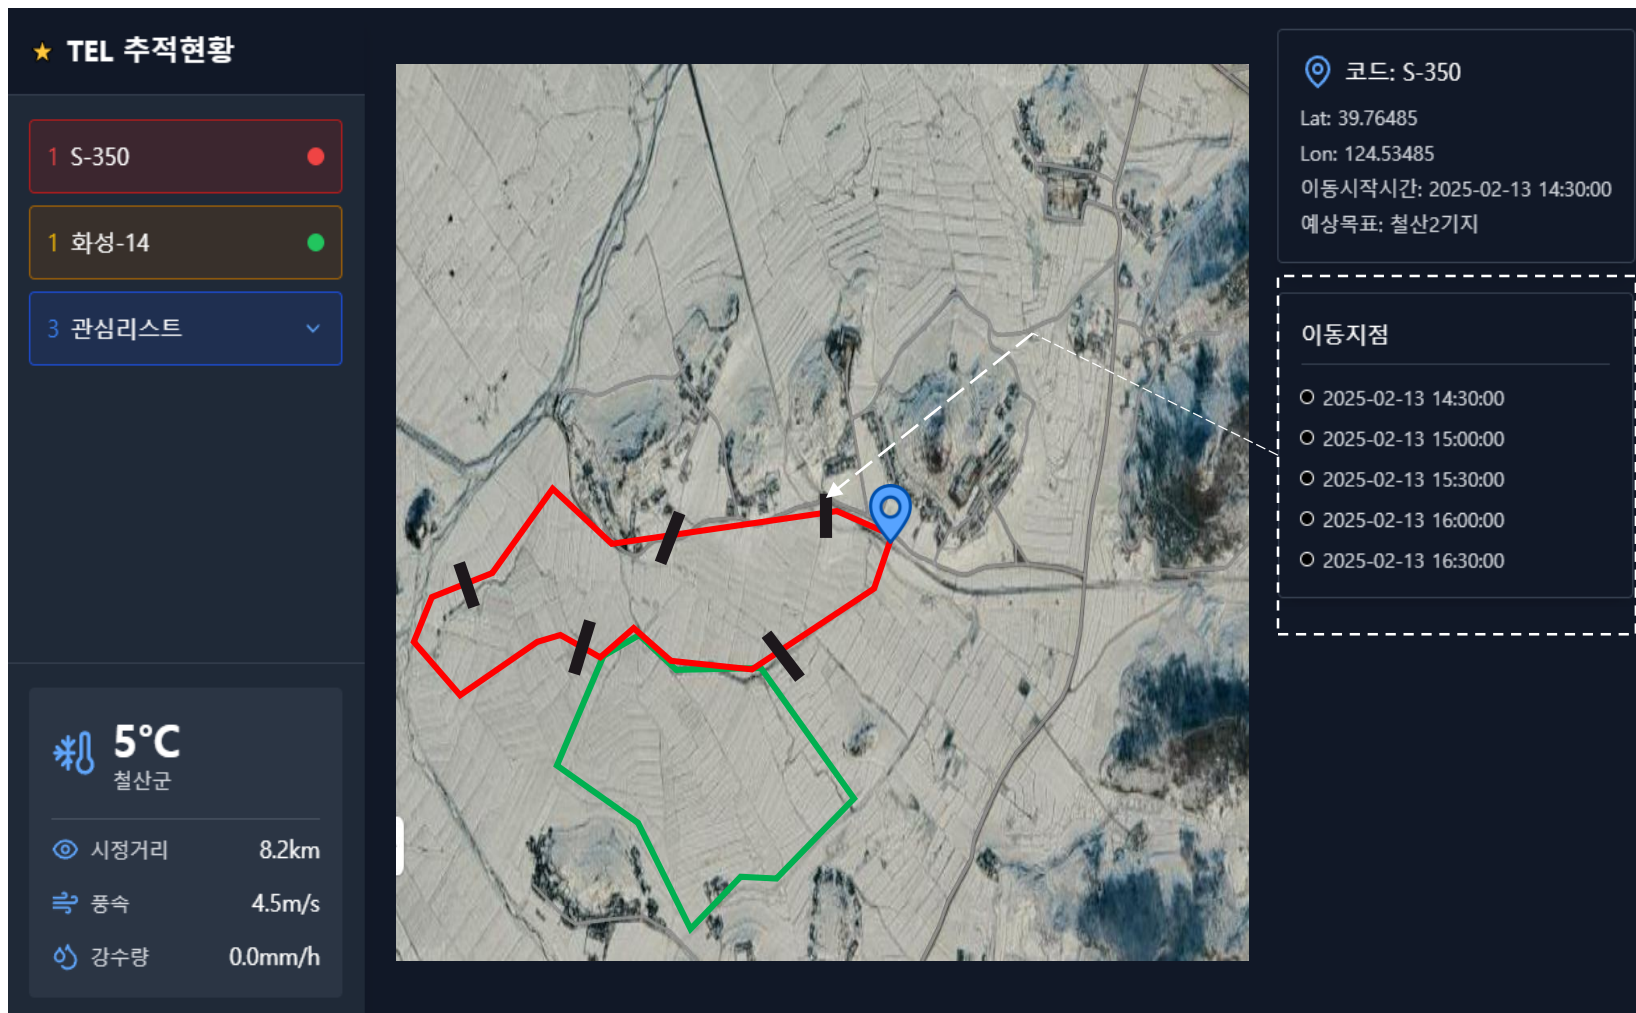 TEL 추적현황
1 S-350
1 화성-14
3 관심리스트
5°C
철산군
시정거리 8.2km
풍속 4.5m/s
강수량 0.0mm/h
코드: S-350
Lat: 39.76485
Lon: 124.53485
이동시작시간: 2025-02-13 14:30:00
예상목표: 철산2기지
이동지점
2025-02-13 14:30:00
2025-02-13 15:00:00
2025-02-13 15:30:00
2025-02-13 16:00:00
2025-02-13 16:30:00